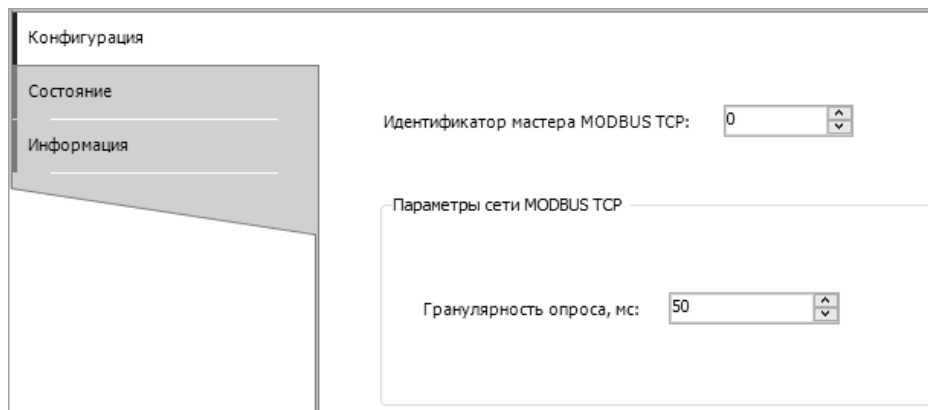 Конфигурация
Состояние
Информация
Идентификатор мастера MODBUS TCP: 0
Параметры сети MODBUS TCP
Гранулярность опроса, мс: 50